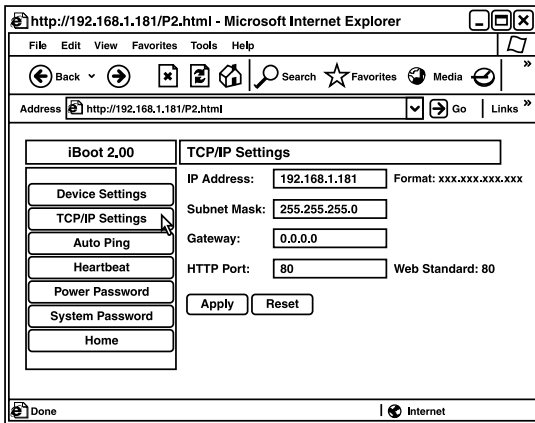 http://192.168.1.181/P2.html - Microsoft Internet Explorer
File Edit View Favorites Tools Help
Back Search Favorites Media »
Address http://192.168.1.181/P2.html Go Links »
iBoot 2.00
TCP/IP Settings
Device Settings
TCP/IP Settings
Auto Ping
Heartbeat
Power Password
System Password
Home
IP Address: 192.168.1.181 Format: xxx.xxx.xxx.xxx
Subnet Mask: 255.255.255.0
Gateway: 0.0.0.0
HTTP Port: 80 Web Standard: 80
Apply Reset
Done Internet